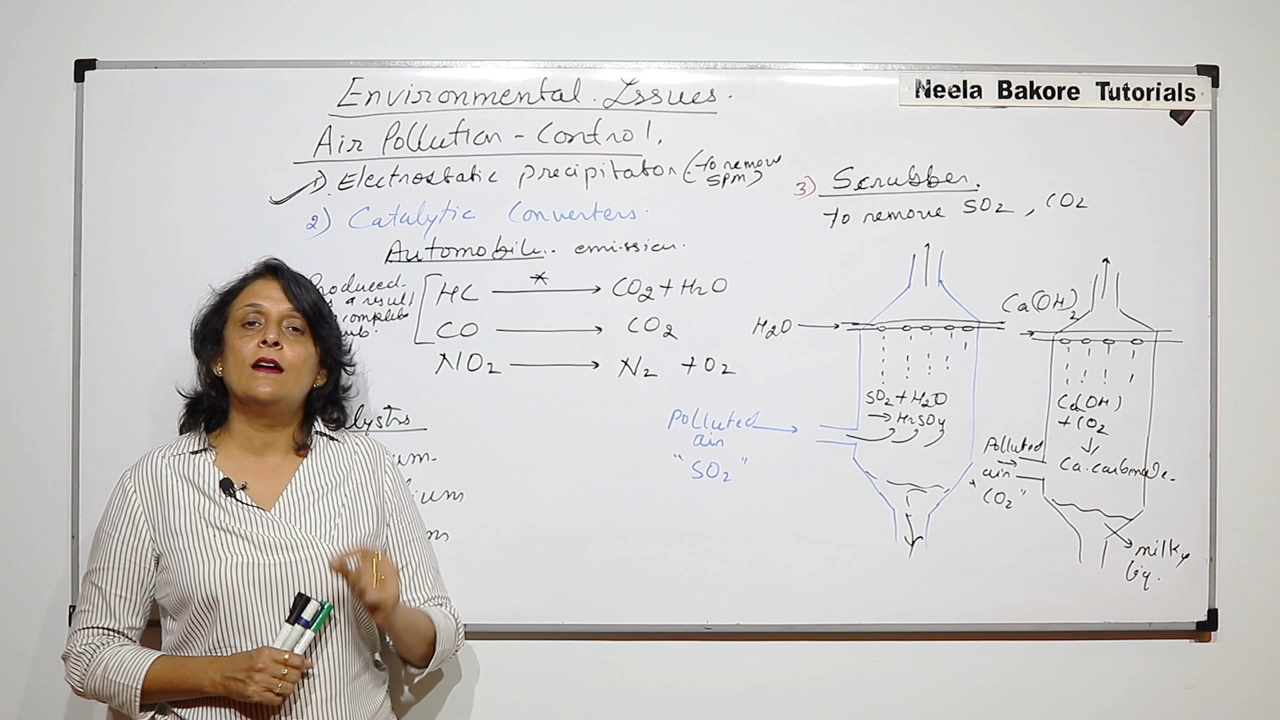 Neela Bakore Tutorials
Environmental Issues.
Air Pollution - Control.
1) Electrostatic precipitator (to remove
SPM)
2) Catalytic Converters.
Automobile.. emission.
Produced
a result
HC * → CO2 + H2O
CO → CO2
NO2 → N2 + O2
3) Scrubber.
To remove SO2, CO2
H2O →
SO2 + H2O
→ H2SO4
Polluted →
air
"SO2"
Ca(OH)2
Ca(OH)
+ CO2
↓
Ca. carbonate.
Polluted
air →
"CO2"
milky
liq.